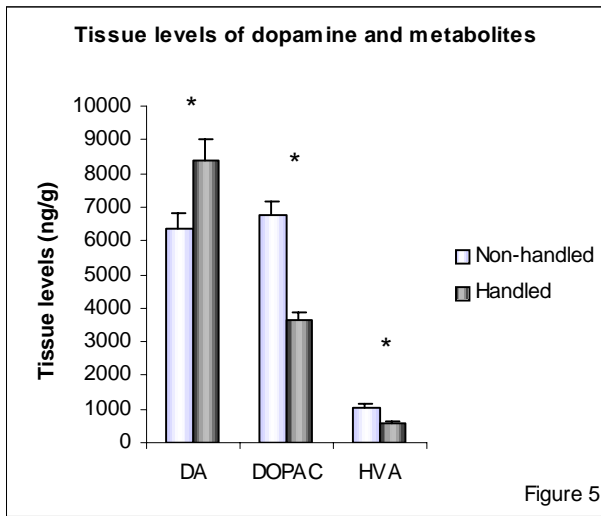 Tissue levels of dopamine and metabolites
Tissue levels (ng/g)
10000
9000
8000
7000
6000
5000
4000
3000
2000
1000
0
*
*
*
DA DOPAC HVA
Non-handled
Handled
Figure 5